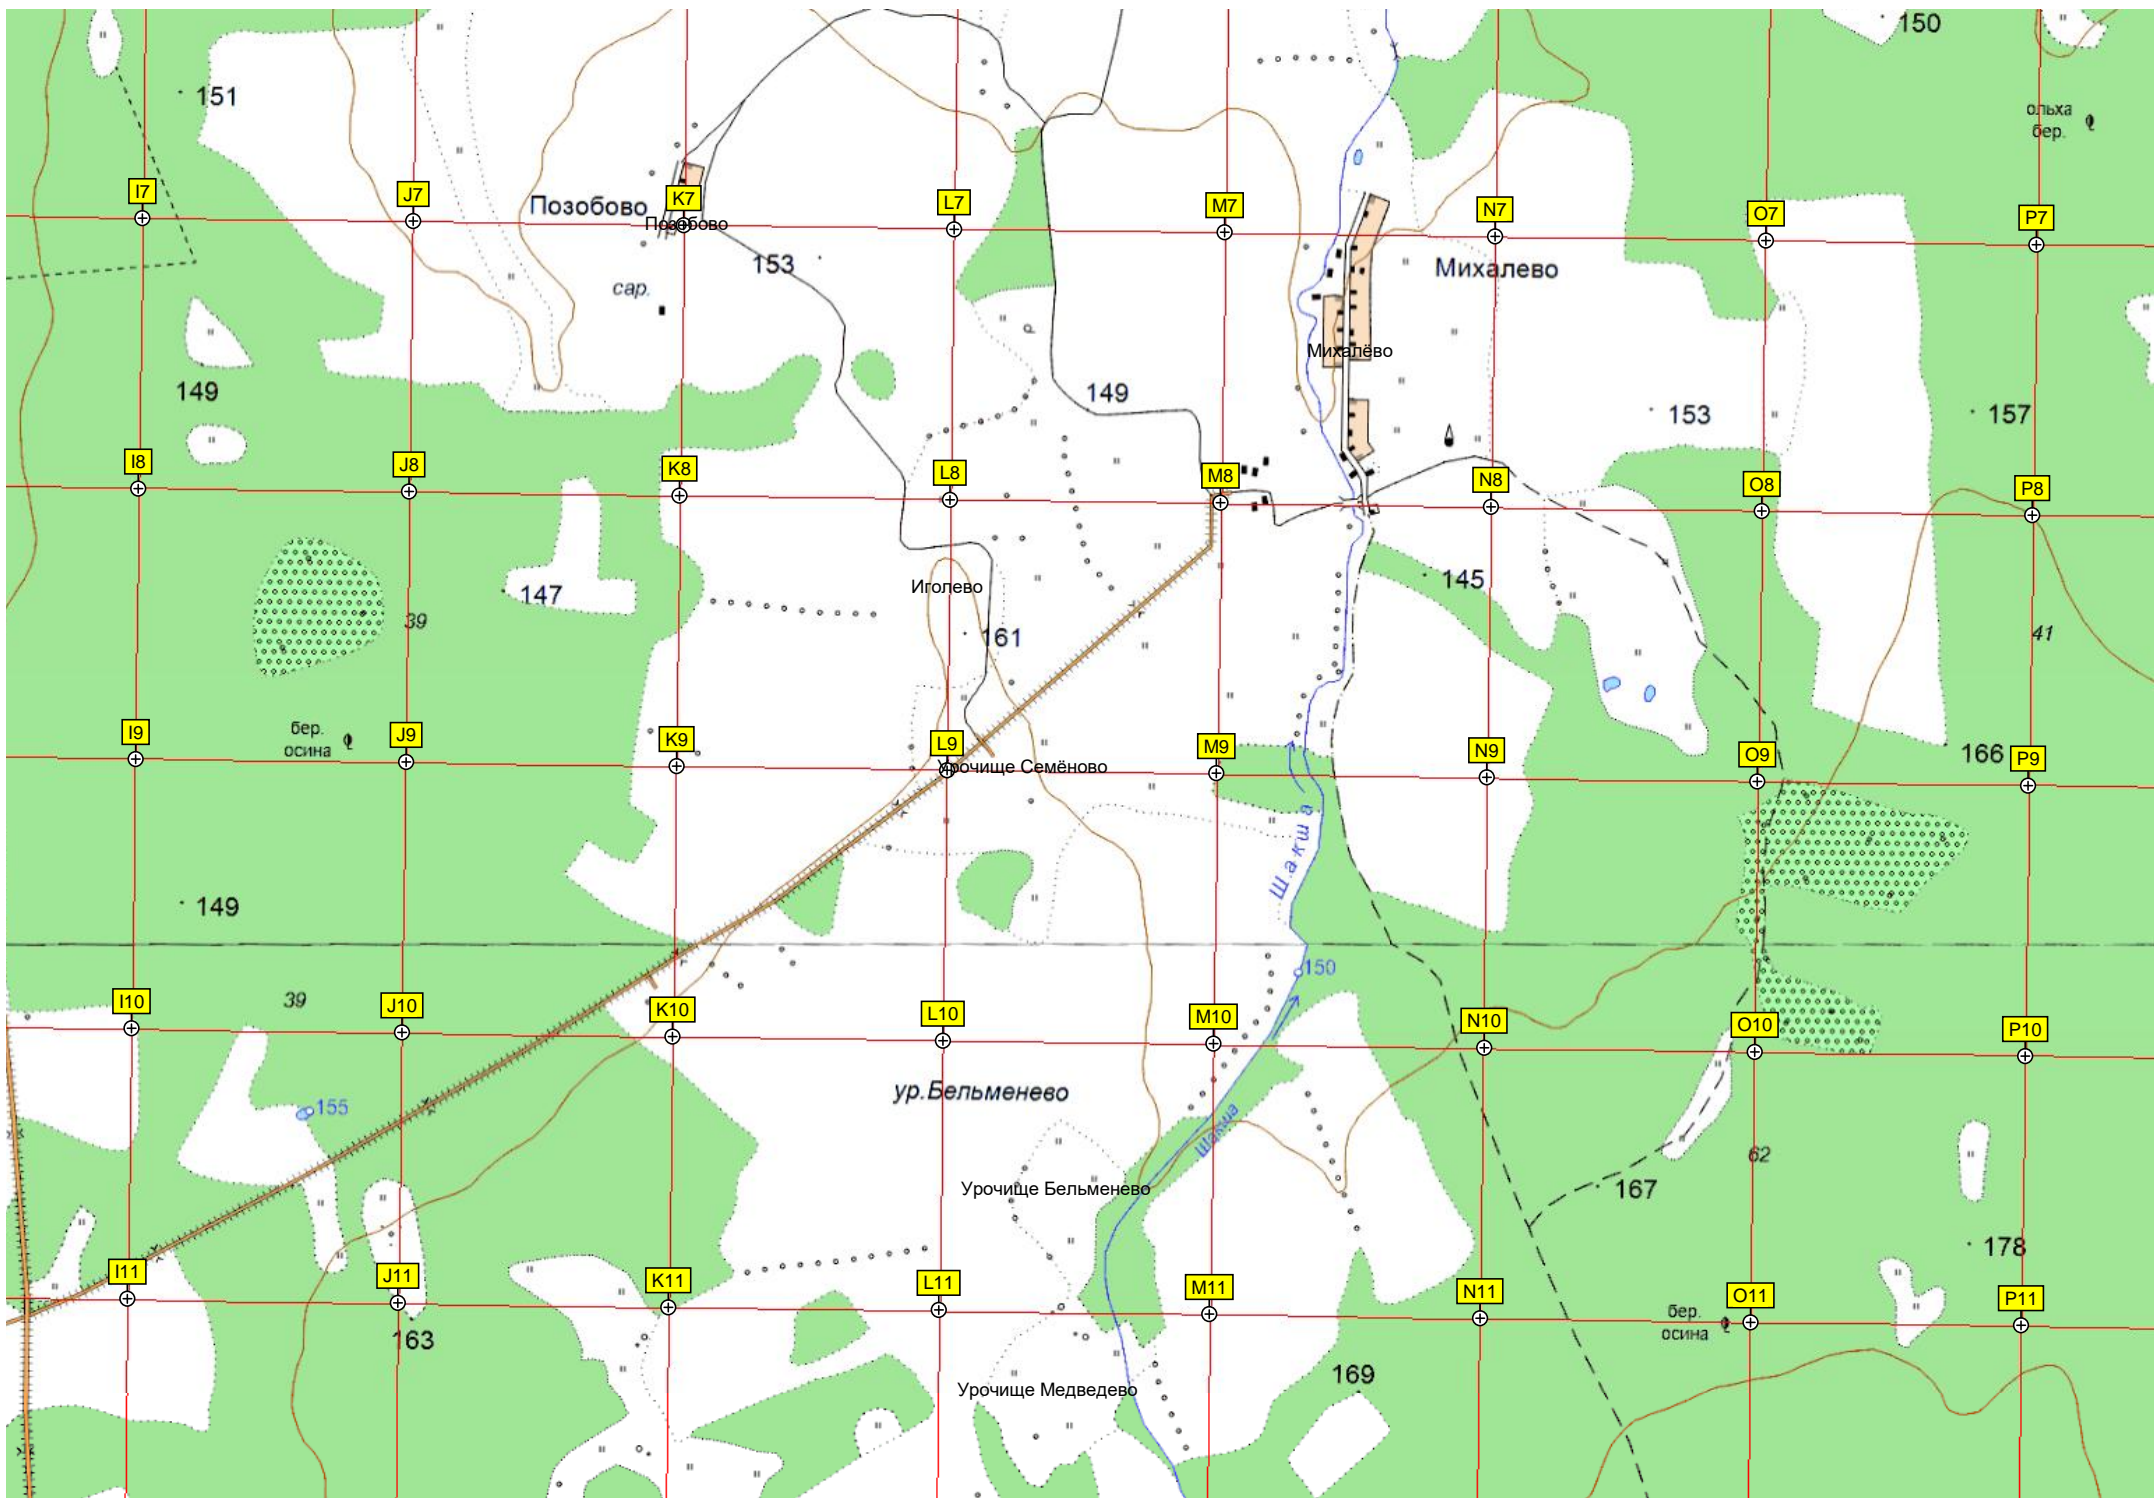 150
151
ольха
бер.
I7
J7
K7
L7
M7
N7
O7
P7
Позобово
Позобово
153
сар.
Михалево
Михалёво
149
149
153
157
I8
J8
K8
L8
M8
N8
O8
P8
147
39
Иголево
161
145
41
бер.
осина
I9
J9
K9
L9
M9
N9
O9
P9
166
Урочище Семёново
Шакша
149
150
39
I10
J10
K10
L10
M10
N10
O10
P10
155
ур.Бельменево
Шакша
62
Урочище Бельменево
167
178
I11
J11
K11
L11
M11
N11
O11
P11
163
бер.
осина
169
Урочище Медведево